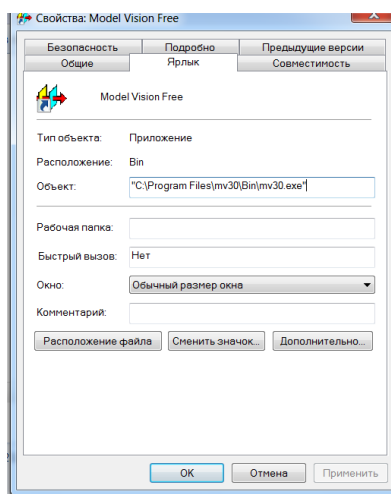 Свойства: Model Vision Free
Безопасность Подробно Предыдущие версии
Общие Ярлык Совместимость
Model Vision Free
Тип объекта: Приложение
Расположение: Bin
Объект: "C:\Program Files\mv30\Bin\mv30.exe"
Рабочая папка:
Быстрый вызов: Нет
Окно: Обычный размер окна
Комментарий:
Расположение файла Сменить значок... Дополнительно...
OK Отмена Применить